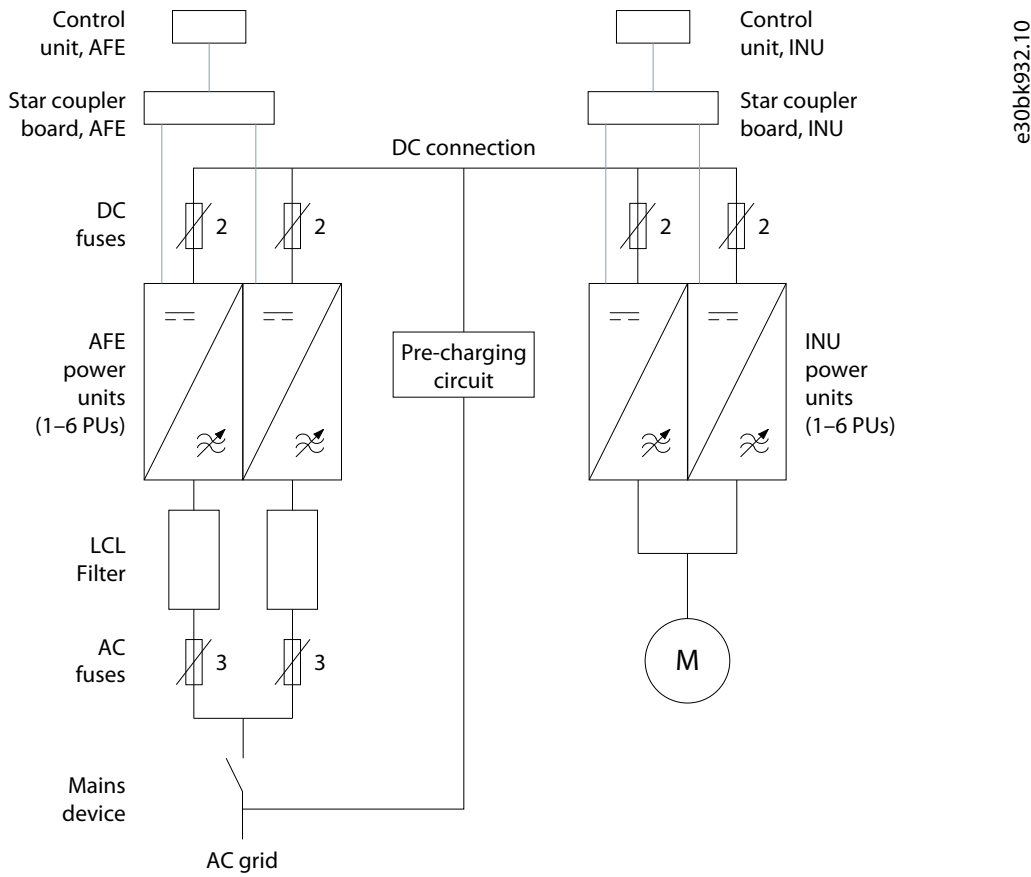 Control
unit, AFE
Control
unit, INU
e30bk932.10
Star coupler
board, AFE
Star coupler
board, INU
DC connection
DC
fuses
2
2
2
2
AFE
power
units
(1–6 PUs)
Pre-charging
circuit
INU
power
units
(1–6 PUs)
LCL
Filter
AC
fuses
3
3
M
Mains
device
AC grid